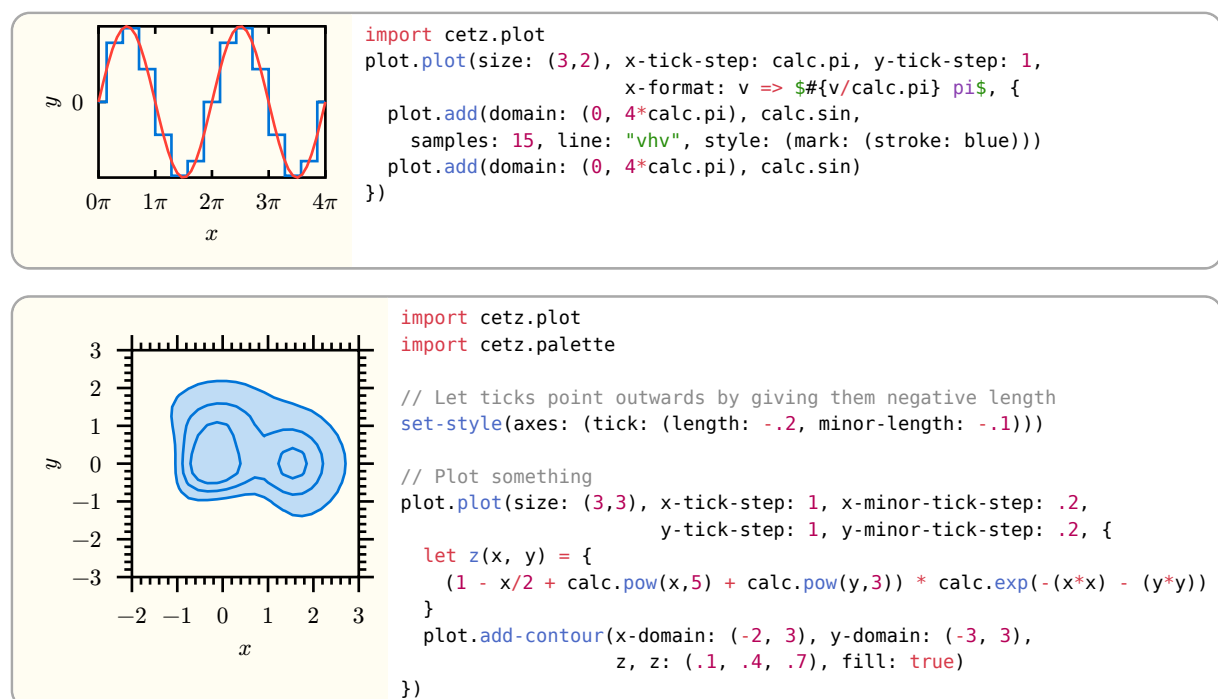 y
0
0π 1π 2π 3π 4π
x
import cetz.plot
plot.plot(size: (3,2), x-tick-step: calc.pi, y-tick-step: 1,
                       x-format: v => $#{v/calc.pi} pi$, {
  plot.add(domain: (0, 4*calc.pi), calc.sin,
    samples: 15, line: "vhv", style: (mark: (stroke: blue)))
  plot.add(domain: (0, 4*calc.pi), calc.sin)
})
3
2
1
y
0
−1
−2
−3
−2 −1 0 1 2 3
x
import cetz.plot
import cetz.palette
// Let ticks point outwards by giving them negative length
set-style(axes: (tick: (length: -.2, minor-length: -.1)))
// Plot something
plot.plot(size: (3,3), x-tick-step: 1, x-minor-tick-step: .2,
                       y-tick-step: 1, y-minor-tick-step: .2, {
  let z(x, y) = {
    (1 - x/2 + calc.pow(x,5) + calc.pow(y,3)) * calc.exp(-(x*x) - (y*y))
  }
  plot.add-contour(x-domain: (-2, 3), y-domain: (-3, 3),
                   z, z: (.1, .4, .7), fill: true)
})